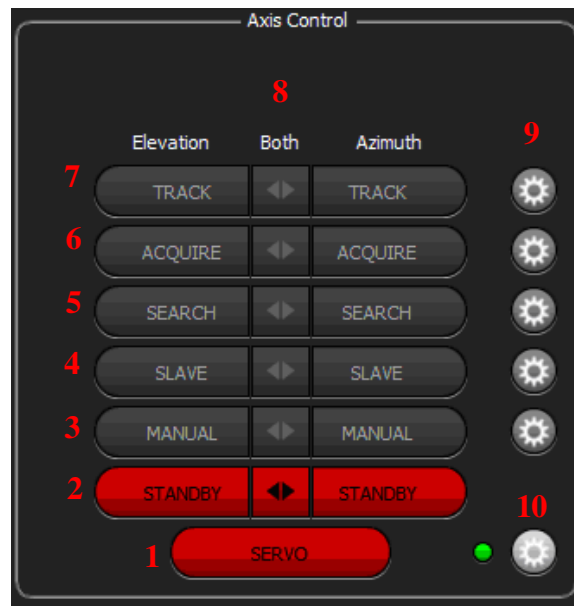 Axis Control
8
Elevation Both Azimuth 9
7 TRACK TRACK
6 ACQUIRE ACQUIRE
5 SEARCH SEARCH
4 SLAVE SLAVE
3 MANUAL MANUAL
2 STANDBY STANDBY 10
1 SERVO